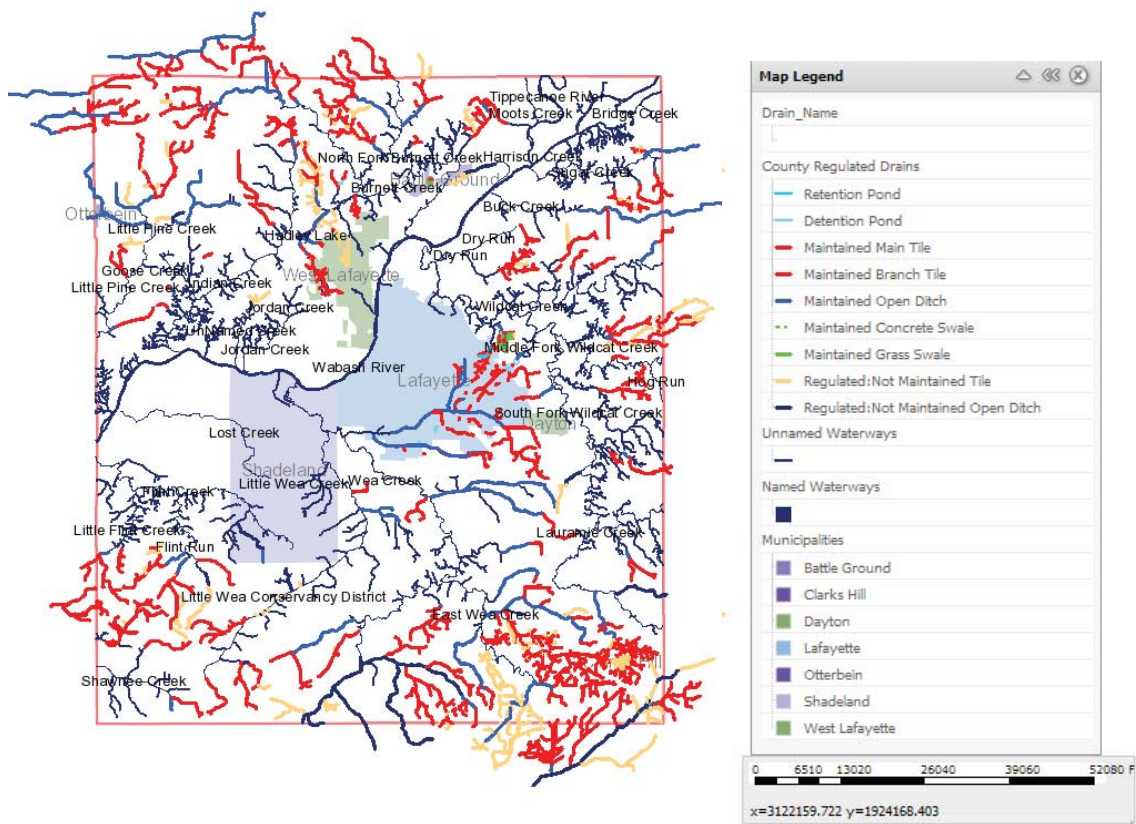 Tippecanoe River
Moots Creek
Bridge Creek
North Fork Burnett Creek
Harrison Creek
Battle Ground
Sugar Creek
Burnett Creek
Otterbein
Buck Creek
Little Pine Creek
Hadley Lake
Dry Run
Dry Run
Goose Creek
West Lafayette
Little Pine Creek
Indian Creek
Jordan Creek
Wildcat Creek
UnNamed Creek
Jordan Creek
Middle Fork Wildcat Creek
Wabash River
Lafayette
Hog Run
South Fork Wildcat Creek
Dayton
Lost Creek
Shadeland
Little Wea Creek
Wea Creek
Flint Creek
Little Flint Creek
Lauramie Creek
Flint Run
Little Wea Conservancy District
East Wea Creek
Hill
Shawnee Creek
Map Legend
Drain_Name
County Regulated Drains
Retention Pond
Detention Pond
Maintained Main Tile
Maintained Branch Tile
Maintained Open Ditch
Maintained Concrete Swale
Maintained Grass Swale
Regulated:Not Maintained Tile
Regulated:Not Maintained Open Ditch
Unnamed Waterways
Named Waterways
Municipalities
Battle Ground
Clarks Hill
Dayton
Lafayette
Otterbein
Shadeland
West Lafayette
0 6510 13020 26040 39060 52080 F
x=3122159.722 y=1924168.403